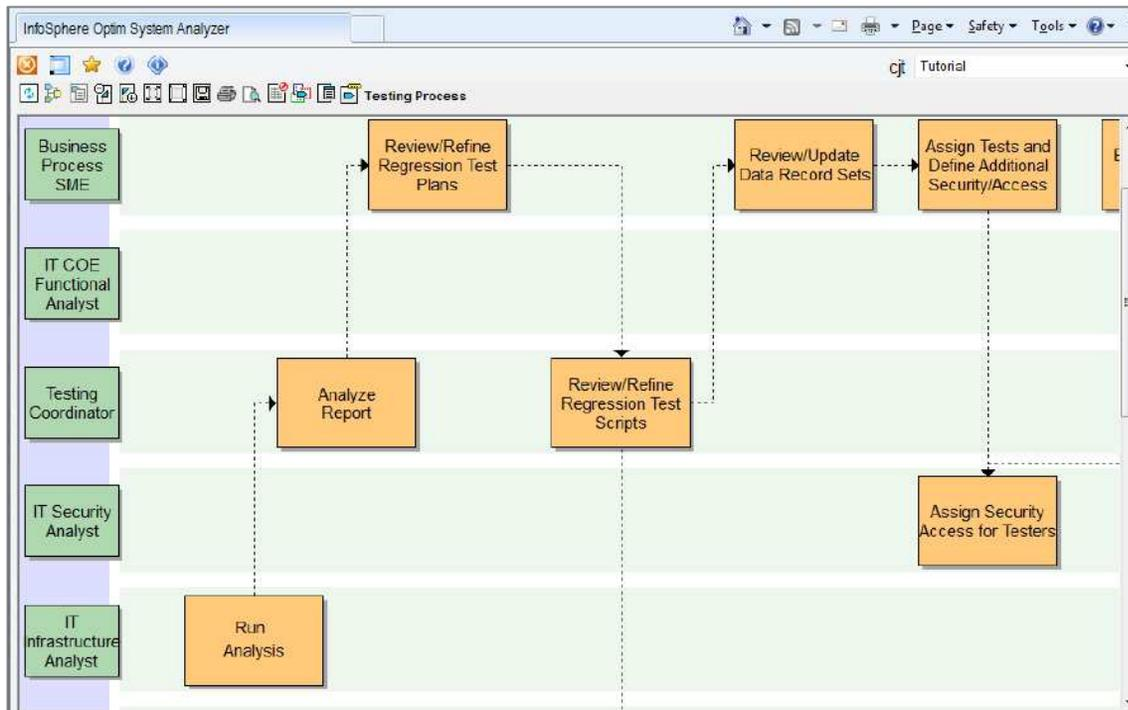 InfoSphere Optim System Analyzer
Page
Safety
Tools
cjt
Tutorial
Testing Process
Business
Process
SME
Review/Refine
Regression Test
Plans
Review/Update
Data Record Sets
Assign Tests and
Define Additional
Security/Access
IT COE
Functional
Analyst
Testing
Coordinator
Analyze
Report
Review/Refine
Regression Test
Scripts
IT Security
Analyst
Assign Security
Access for Testers
IT
Infrastructure
Analyst
Run
Analysis